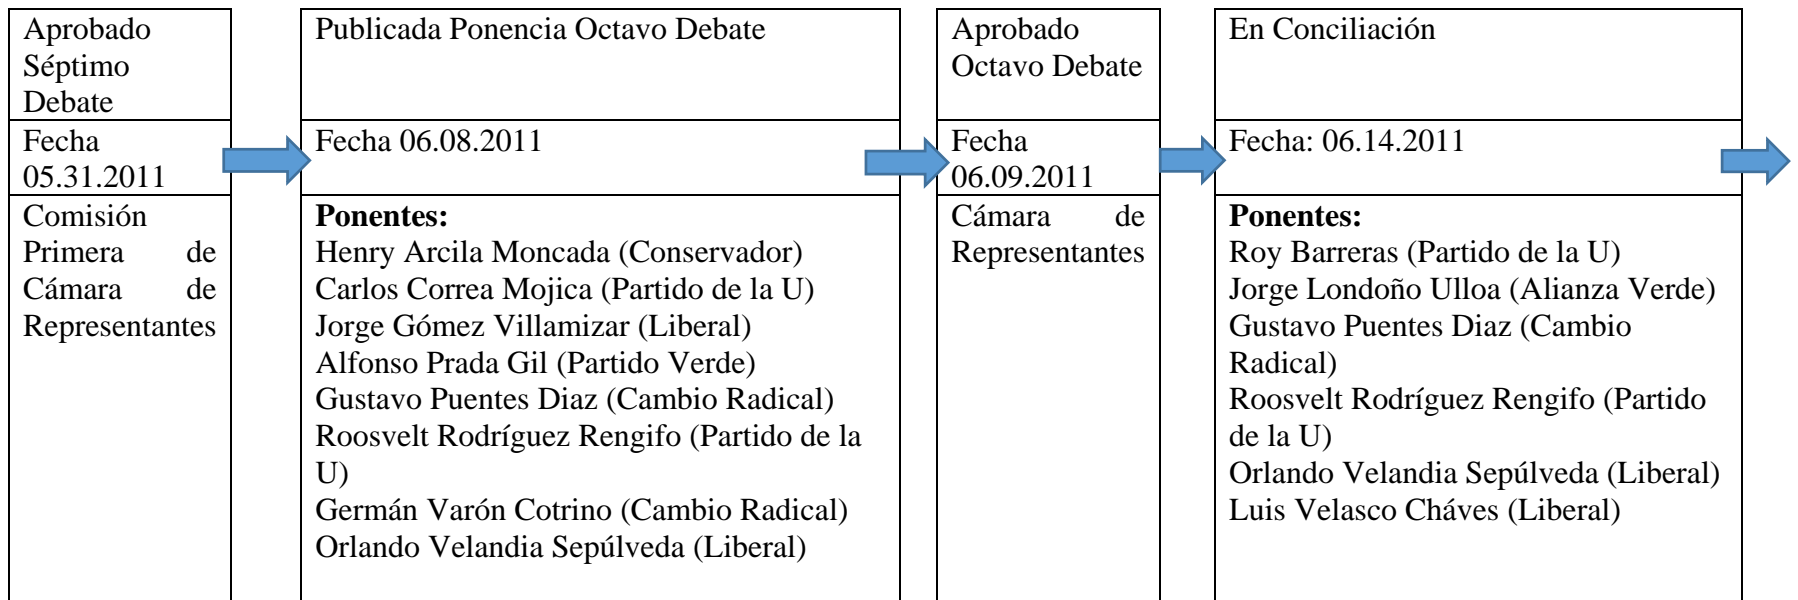 Aprobado
Séptimo
Debate
Fecha
05.31.2011
Comisión
Primera de
Cámara de
Representantes
Publicada Ponencia Octavo Debate
Fecha 06.08.2011
Ponentes:
Henry Arcila Moncada (Conservador)
Carlos Correa Mojica (Partido de la U)
Jorge Gómez Villamizar (Liberal)
Alfonso Prada Gil (Partido Verde)
Gustavo Puentes Diaz (Cambio Radical)
Roosvelt Rodríguez Rengifo (Partido de la
U)
Germán Varón Cotrino (Cambio Radical)
Orlando Velandia Sepúlveda (Liberal)
Aprobado
Octavo Debate
Fecha
06.09.2011
Cámara de
Representantes
En Conciliación
Fecha: 06.14.2011
Ponentes:
Roy Barreras (Partido de la U)
Jorge Londoño Ulloa (Alianza Verde)
Gustavo Puentes Diaz (Cambio
Radical)
Roosvelt Rodríguez Rengifo (Partido
de la U)
Orlando Velandia Sepúlveda (Liberal)
Luis Velasco Cháves (Liberal)